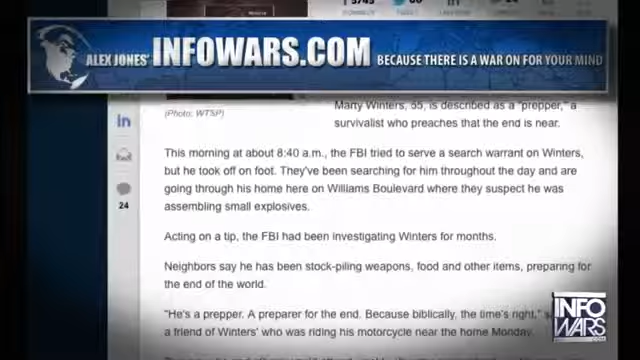 ALEX JONES' INFOWARS.COM BECAUSE THERE IS A WAR ON FOR YOUR MIND
Marty Winters, 55, is described as a "prepper," a
(Photo: WTSP)
survivalist who preaches that the end is near.
in
This morning at about 8:40 a.m., the FBI tried to serve a search warrant on Winters,
but he took off on foot. They've been searching for him throughout the day and are
going through his home here on Williams Boulevard where they suspect he was
24
assembling small explosives.
Acting on a tip, the FBI had been investigating Winters for months.
Neighbors say he has been stock-piling weapons, food and other items, preparing for
the end of the world.
"He's a prepper. A preparer for the end. Because biblically, the time's right,"
a friend of Winters' who was riding his motorcycle near the home Monday.
INFO
WARS
.COM